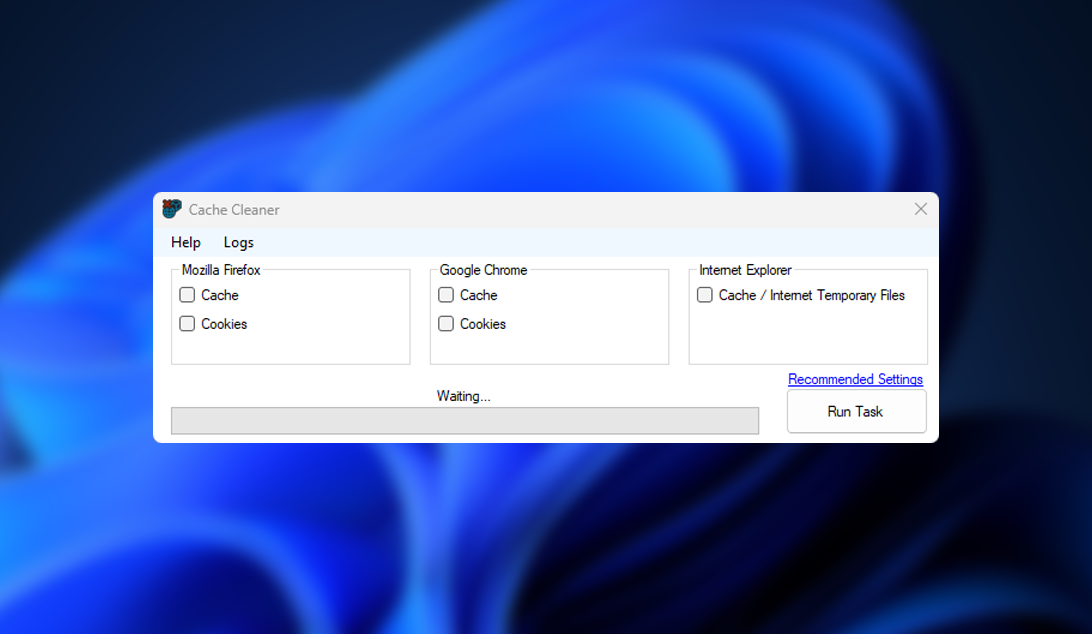 Cache Cleaner
Help Logs
Mozilla Firefox
Cache
Cookies
Google Chrome
Cache
Cookies
Internet Explorer
Cache / Internet Temporary Files
Recommended Settings
Waiting...
Run Task